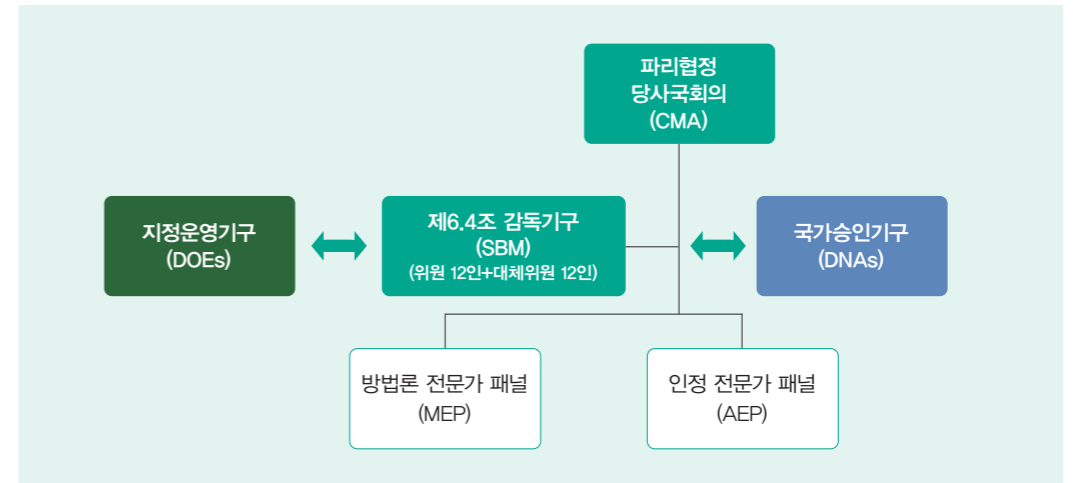 파리협정
당사국회의
(CMA)
지정운영기구
(DOEs)
제6.4조 감독기구
(SBM)
(위원 12인+대체위원 12인)
국가승인기구
(DNAs)
방법론 전문가 패널
(MEP)
인정 전문가 패널
(AEP)